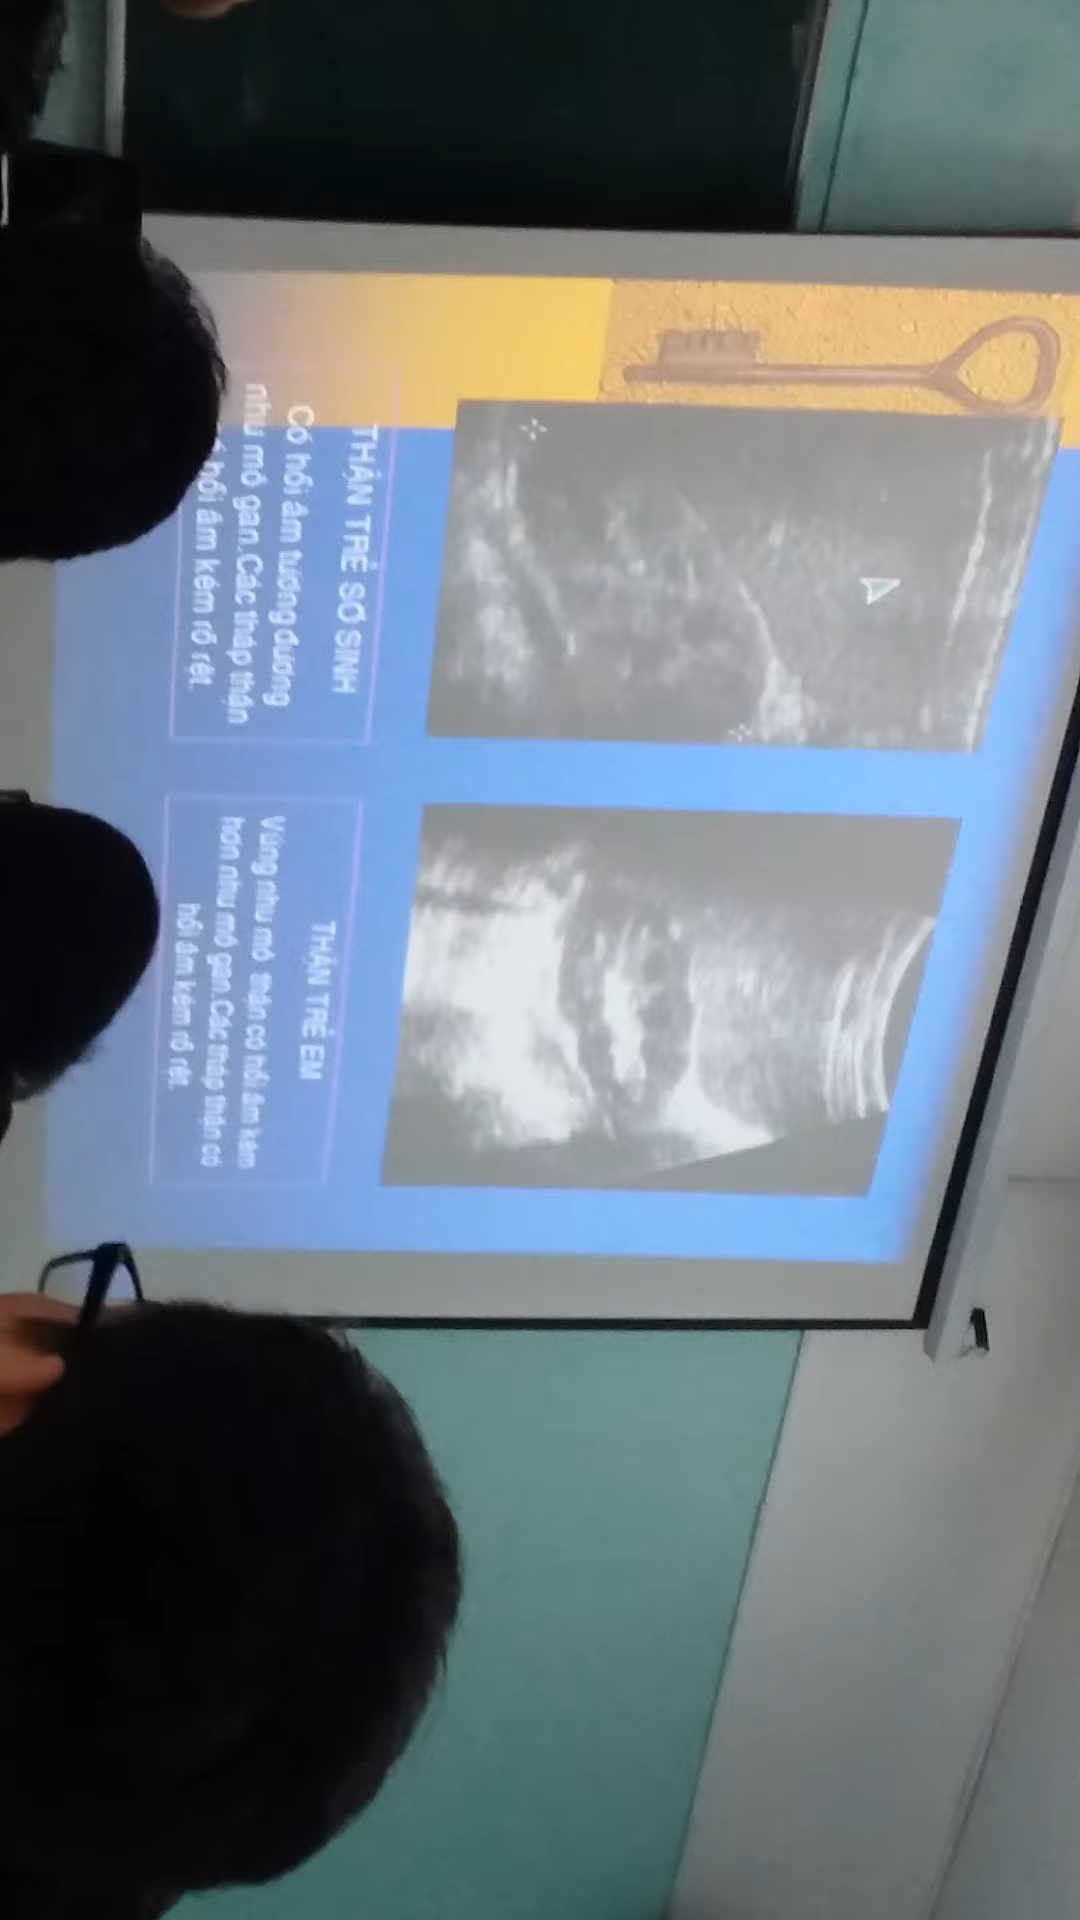 THẬN TRẺ SƠ SINH
Có hồi âm tương đương
như mô gan.Các tháp thận
hồi âm kém rõ rệt.
THẬN TRẺ EM
Vùng nhu mô thận có hồi âm kém
hơn nhu mô gan.Các tháp thận có
hồi âm kém rõ rệt.